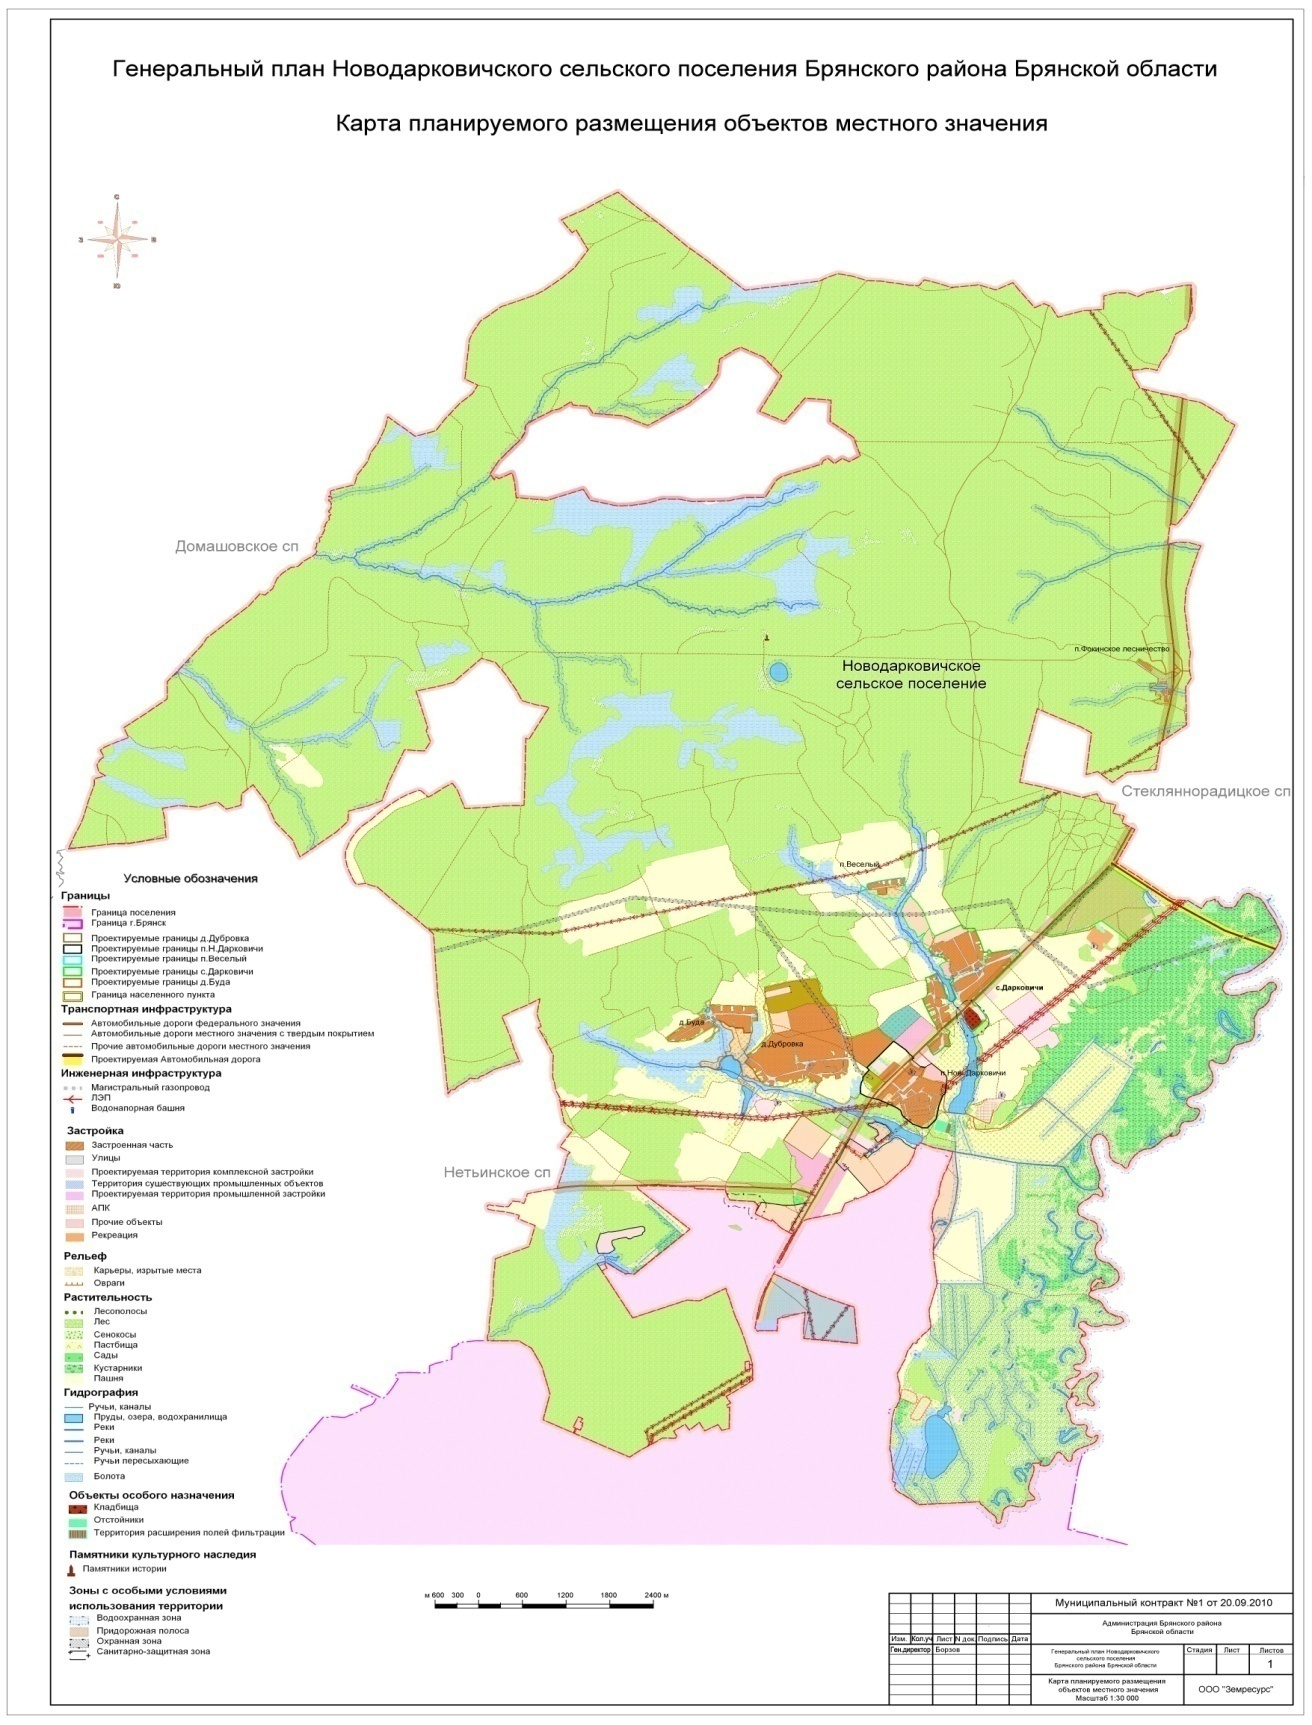 Генеральный план Новодарковичского сельского поселения Брянского района Брянской области
Карта планируемого размещения объектов местного значения
С
З
В
Ю
Домашовское сп
п.Фокинское лесничество
Новодарковичское
сельское поселение
Стекляннорадицкое сп
п.Веселый
с.Дарковичи
д.Буда
д.Дубровка
п.Нов.Дарковичи
Нетьинское сп
Условные обозначения
Границы
Граница поселения
Граница г.Брянск
Проектируемые границы д.Дубровка
Проектируемые границы п.Н.Дарковичи
Проектируемые границы п.Веселый
Проектируемые границы с.Дарковичи
Проектируемые границы д.Буда
Граница населенного пункта
Транспортная инфраструктура
Автомобильные дороги федерального значения
Автомобильные дороги местного значения с твердым покрытием
Прочие автомобильные дороги местного значения
Проектируемая Автомобильная дорога
Инженерная инфраструктура
Магистральный газопровод
ЛЭП
Водонапорная башня
Застройка
Застроенная часть
Улицы
Проектируемая территория комплексной застройки
Территория существующих промышленных объектов
Проектируемая территория промышленной застройки
АПК
Прочие объекты
Рекреация
Рельеф
Карьеры, изрытые места
Овраги
Растительность
Лесополосы
Лес
Сенокосы
Пастбища
Сады
Кустарники
Пашня
Гидрография
Ручьи, каналы
Пруды, озера, водохранилища
Реки
Реки
Ручьи, каналы
Ручьи пересыхающие
Болота
Объекты особого назначения
Кладбища
Отстойники
Территория расширения полей фильтрации
Памятники культурного наследия
Памятники истории
Зоны с особыми условиями
использования территории
Водоохранная зона
Придорожная полоса
Охранная зона
Санитарно-защитная зона
м 600 300 0 600 1200 1800 2400 м
Муниципальный контракт №1 от 20.09.2010
Администрация Брянского района
Брянской области
Изм. Кол.уч Лист N док. Подпись Дата
Ген.директор Борзов
Генеральный план Новодарковичского
сельского поселения
Брянского района Брянской области
Стадия Лист Листов
1
Карта планируемого размещения
объектов местного значения
Масштаб 1:30 000
ООО "Земресурс"